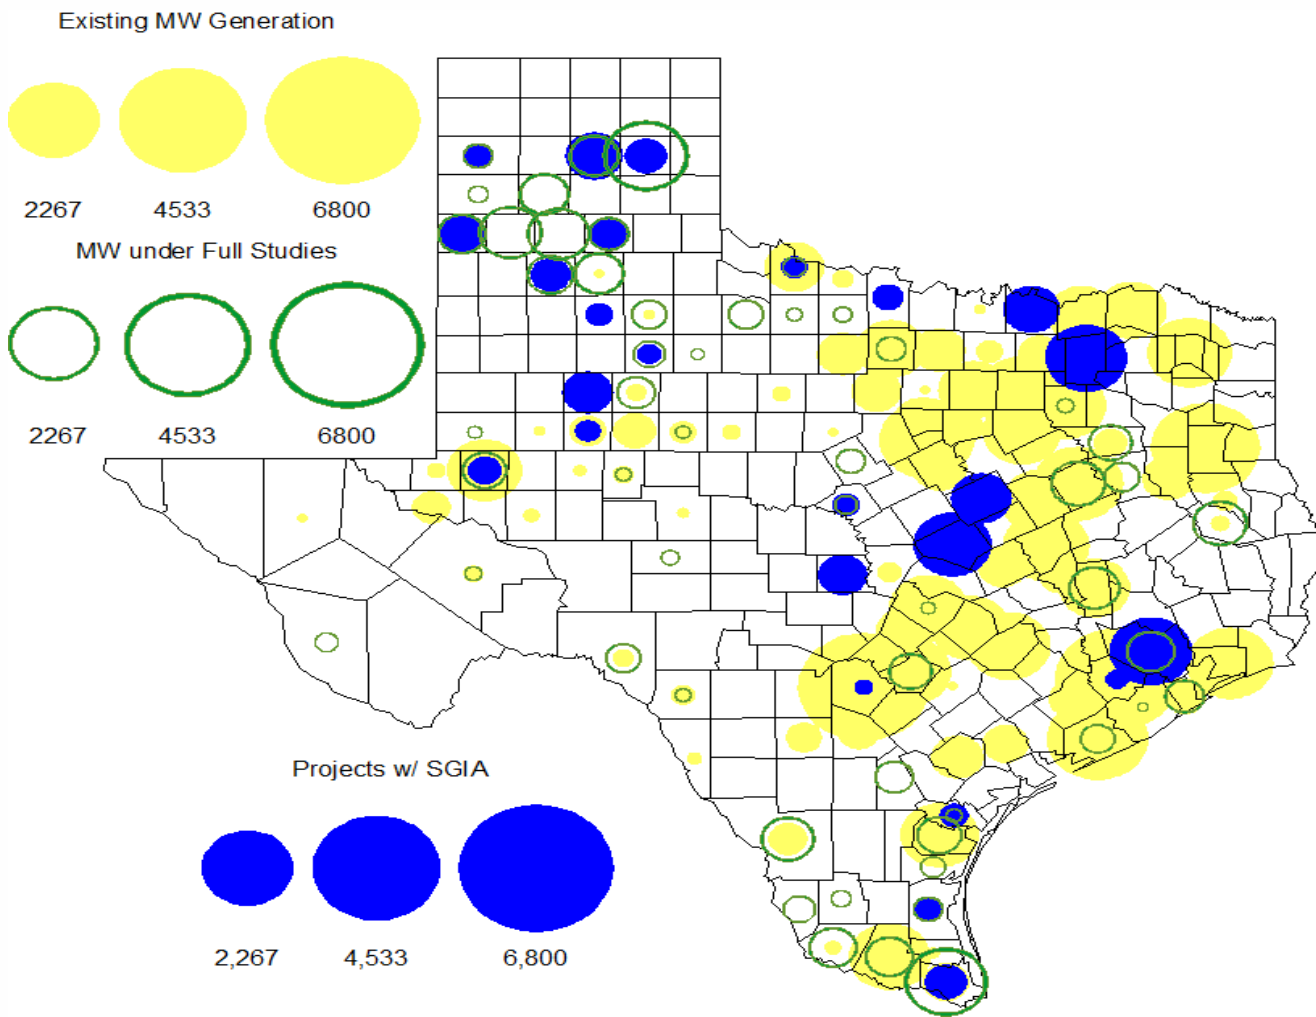 Existing MW Generation
2267 4533 6800
MW under Full Studies
2267 4533 6800
Projects w/ SGIA
2,267 4,533 6,800